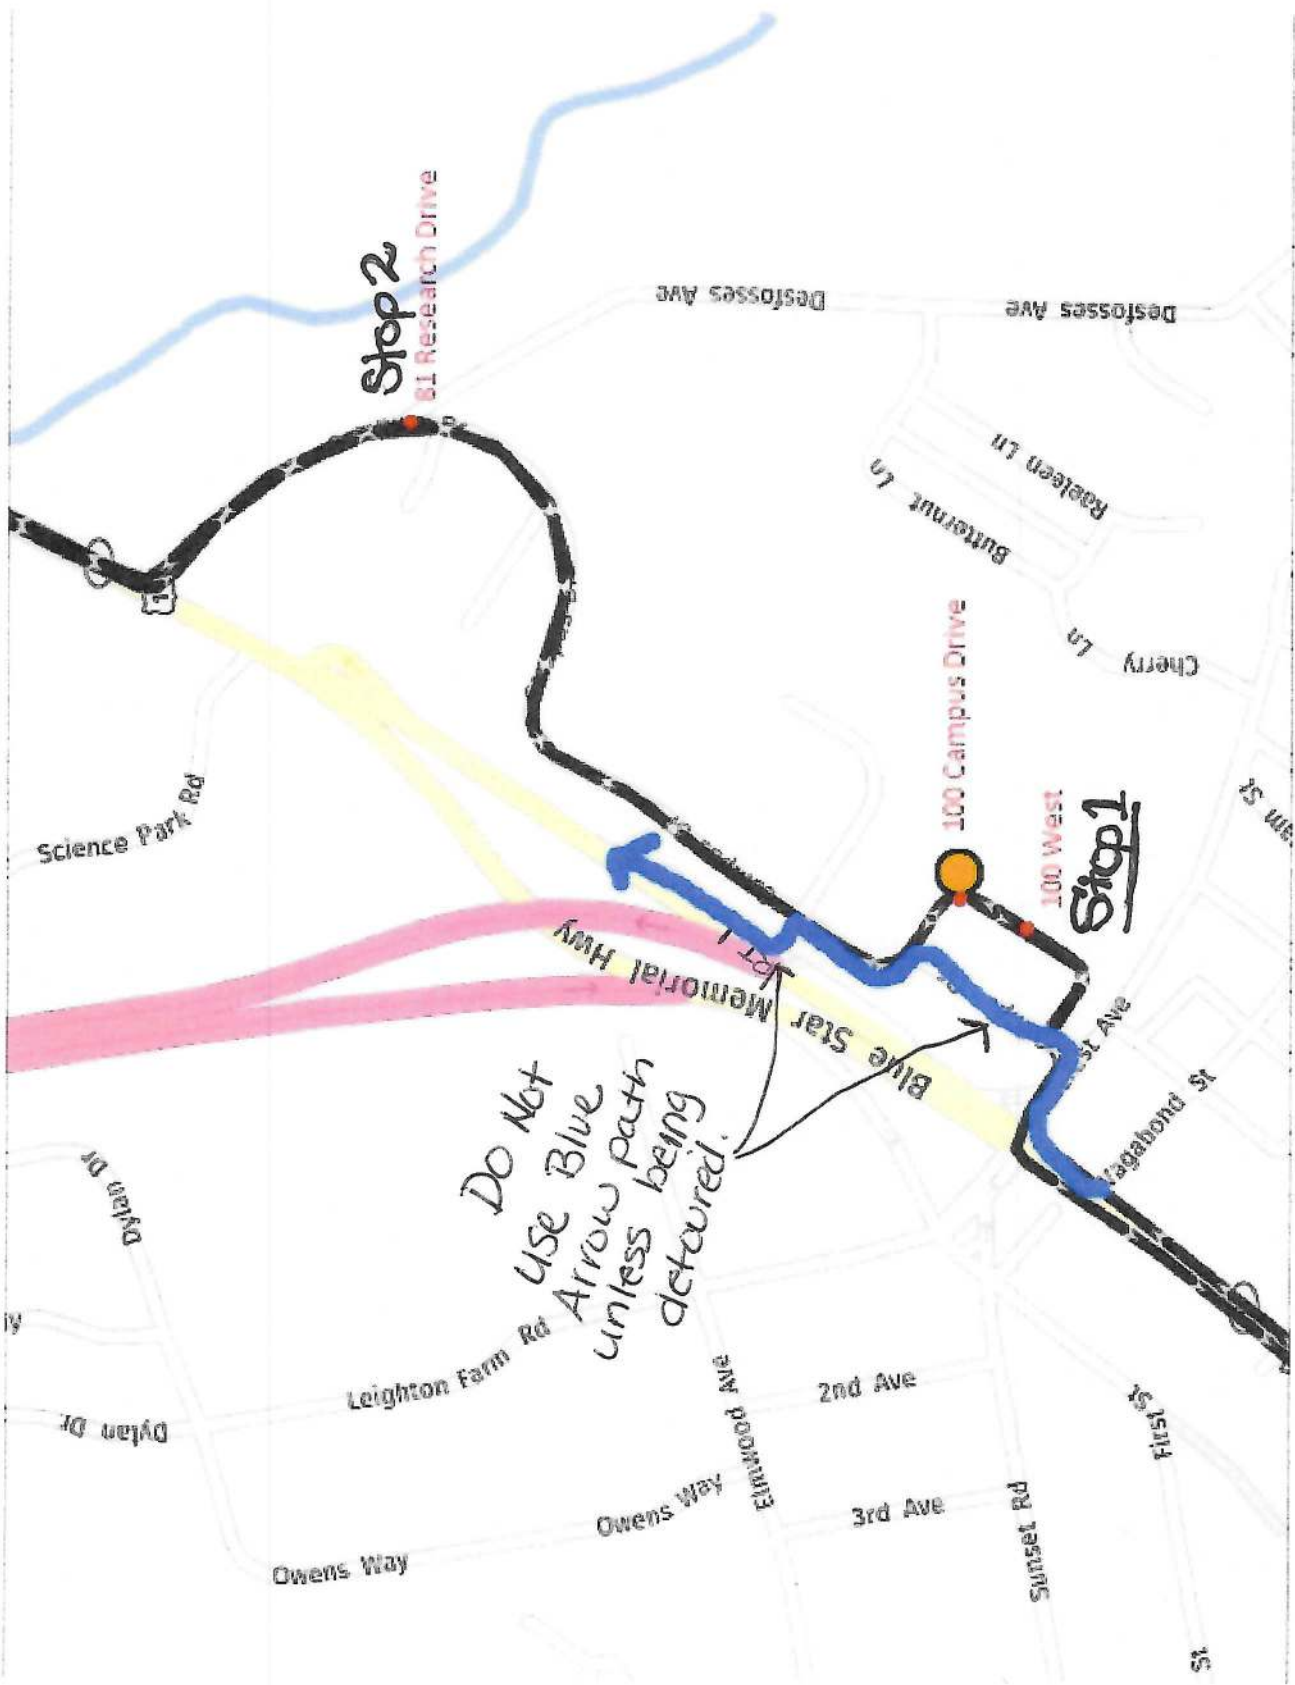 Stop 2
81 Research Drive
Desfosses Ave
Desfosses Ave
Raeleen Ln
Butternut Ln
Cherry Ln
1
Science Park Rd
100 Campus Drive
100 West
Stop 1
RT 1
Blue Star Memorial Hwy
Vagabond St
Do Not
Use Blue
Arrow path
unless being
detoured.
Dylan Dr
Dylan Dr
Leighton Farm Rd
Elmwood Ave
2nd Ave
3rd Ave
Owens Way
Owens Way
Sunset Rd
First St
St